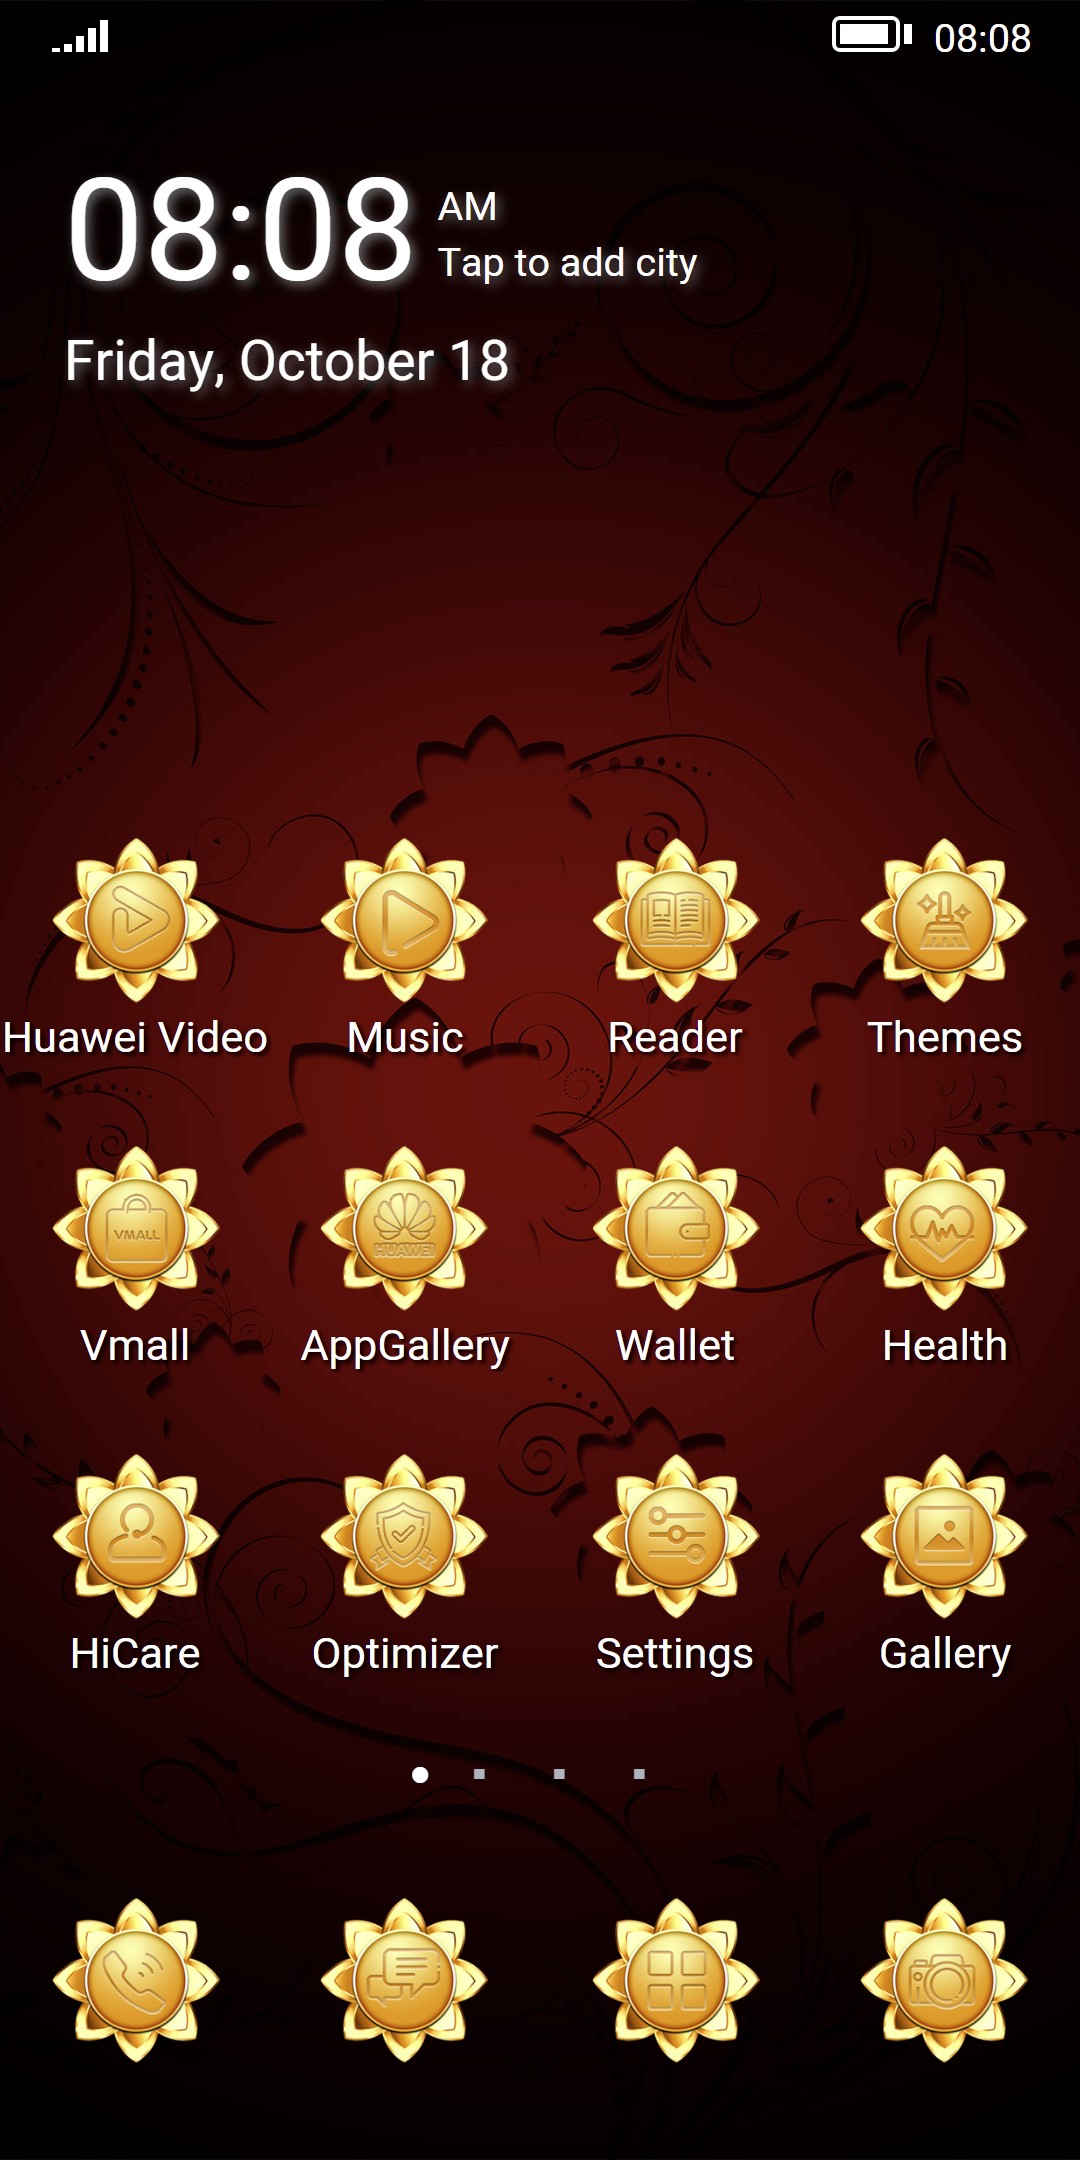 08:08
08:08
AM
Tap to add city
Friday, October 18
Huawei Video
Music
Reader
Themes
VMALL
HUAWEI
Vmall
AppGallery
Wallet
Health
HiCare
Optimizer
Settings
Gallery